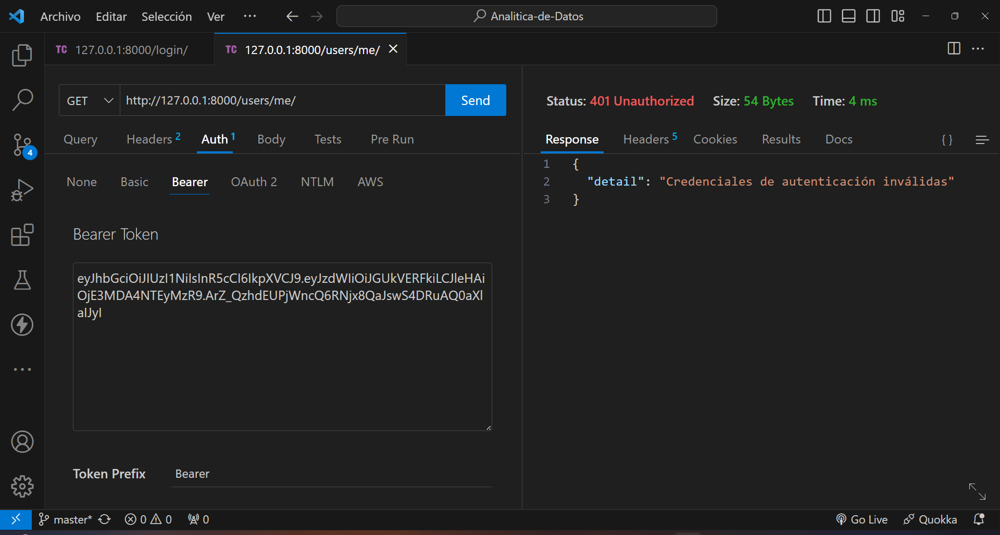 Archivo Editar Selección Ver ··· Analitica-de-Datos
TC 127.0.0.1:8000/login/ TC 127.0.0.1:8000/users/me/
GET http://127.0.0.1:8000/users/me/ Send
Query Headers 2 Auth 1 Body Tests Pre Run
None Basic Bearer OAuth 2 NTLM AWS
Bearer Token
eyJhbGciOiJIUzI1NiIsInR5cCI6IkpXVCJ9.eyJzdWIiOiJGUkVERFkiLCJleHAi
OjE3MDA4NTEyMzR9.ArZ_QzhdEUPjWncQ6RNjx8QaJswS4DRuAQ0aXl
alJyI
Token Prefix Bearer
Status: 401 Unauthorized Size: 54 Bytes Time: 4 ms
Response Headers 5 Cookies Results Docs { }
1 {
2 "detail": "Credenciales de autenticación inválidas"
3 }
4
master* 0 0 0 Go Live Quokka